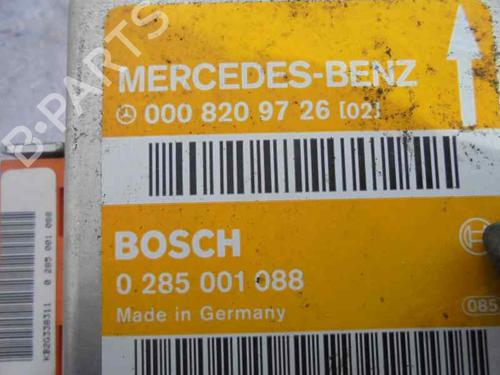 MERCEDES-BENZ
000 820 97 26 [02]
BOSCH
0 285 001 088
Made in Germany
085
KB2G338311 0 285 001 088
B-PARTS